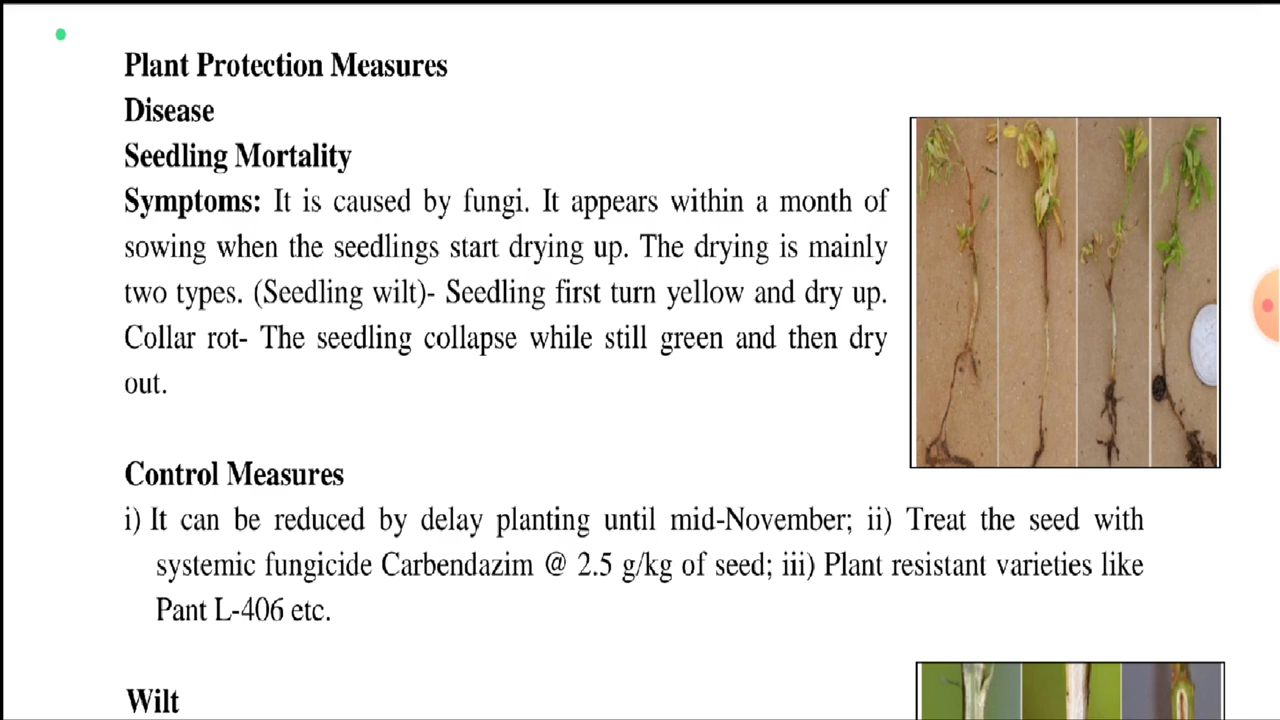 Plant Protection Measures
Disease
Seedling Mortality
Symptoms: It is caused by fungi. It appears within a month of
sowing when the seedlings start drying up. The drying is mainly
two types. (Seedling wilt)- Seedling first turn yellow and dry up.
Collar rot- The seedling collapse while still green and then dry
out.
Control Measures
i) It can be reduced by delay planting until mid-November; ii) Treat the seed with
systemic fungicide Carbendazim @ 2.5 g/kg of seed; iii) Plant resistant varieties like
Pant L-406 etc.
Wilt